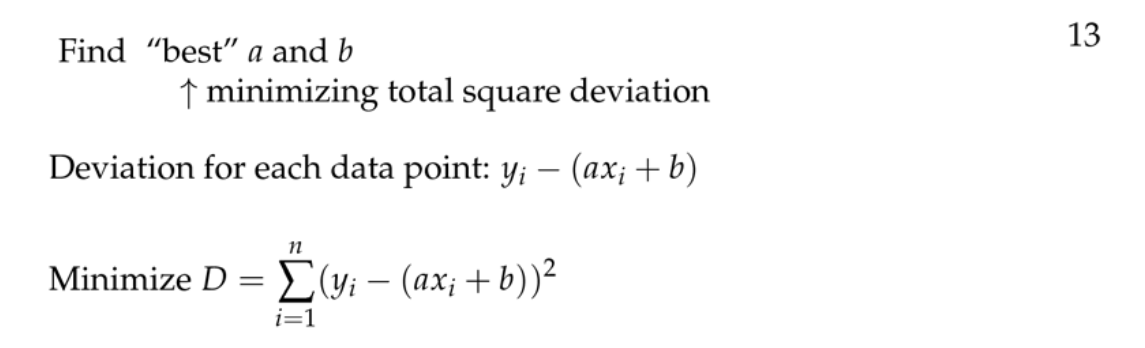 13
Find “best” a and b
↑ minimizing total square deviation
Deviation for each data point: yᵢ − (axᵢ + b)
Minimize D = ∑ᵢ₌₁ⁿ (yᵢ − (axᵢ + b))²